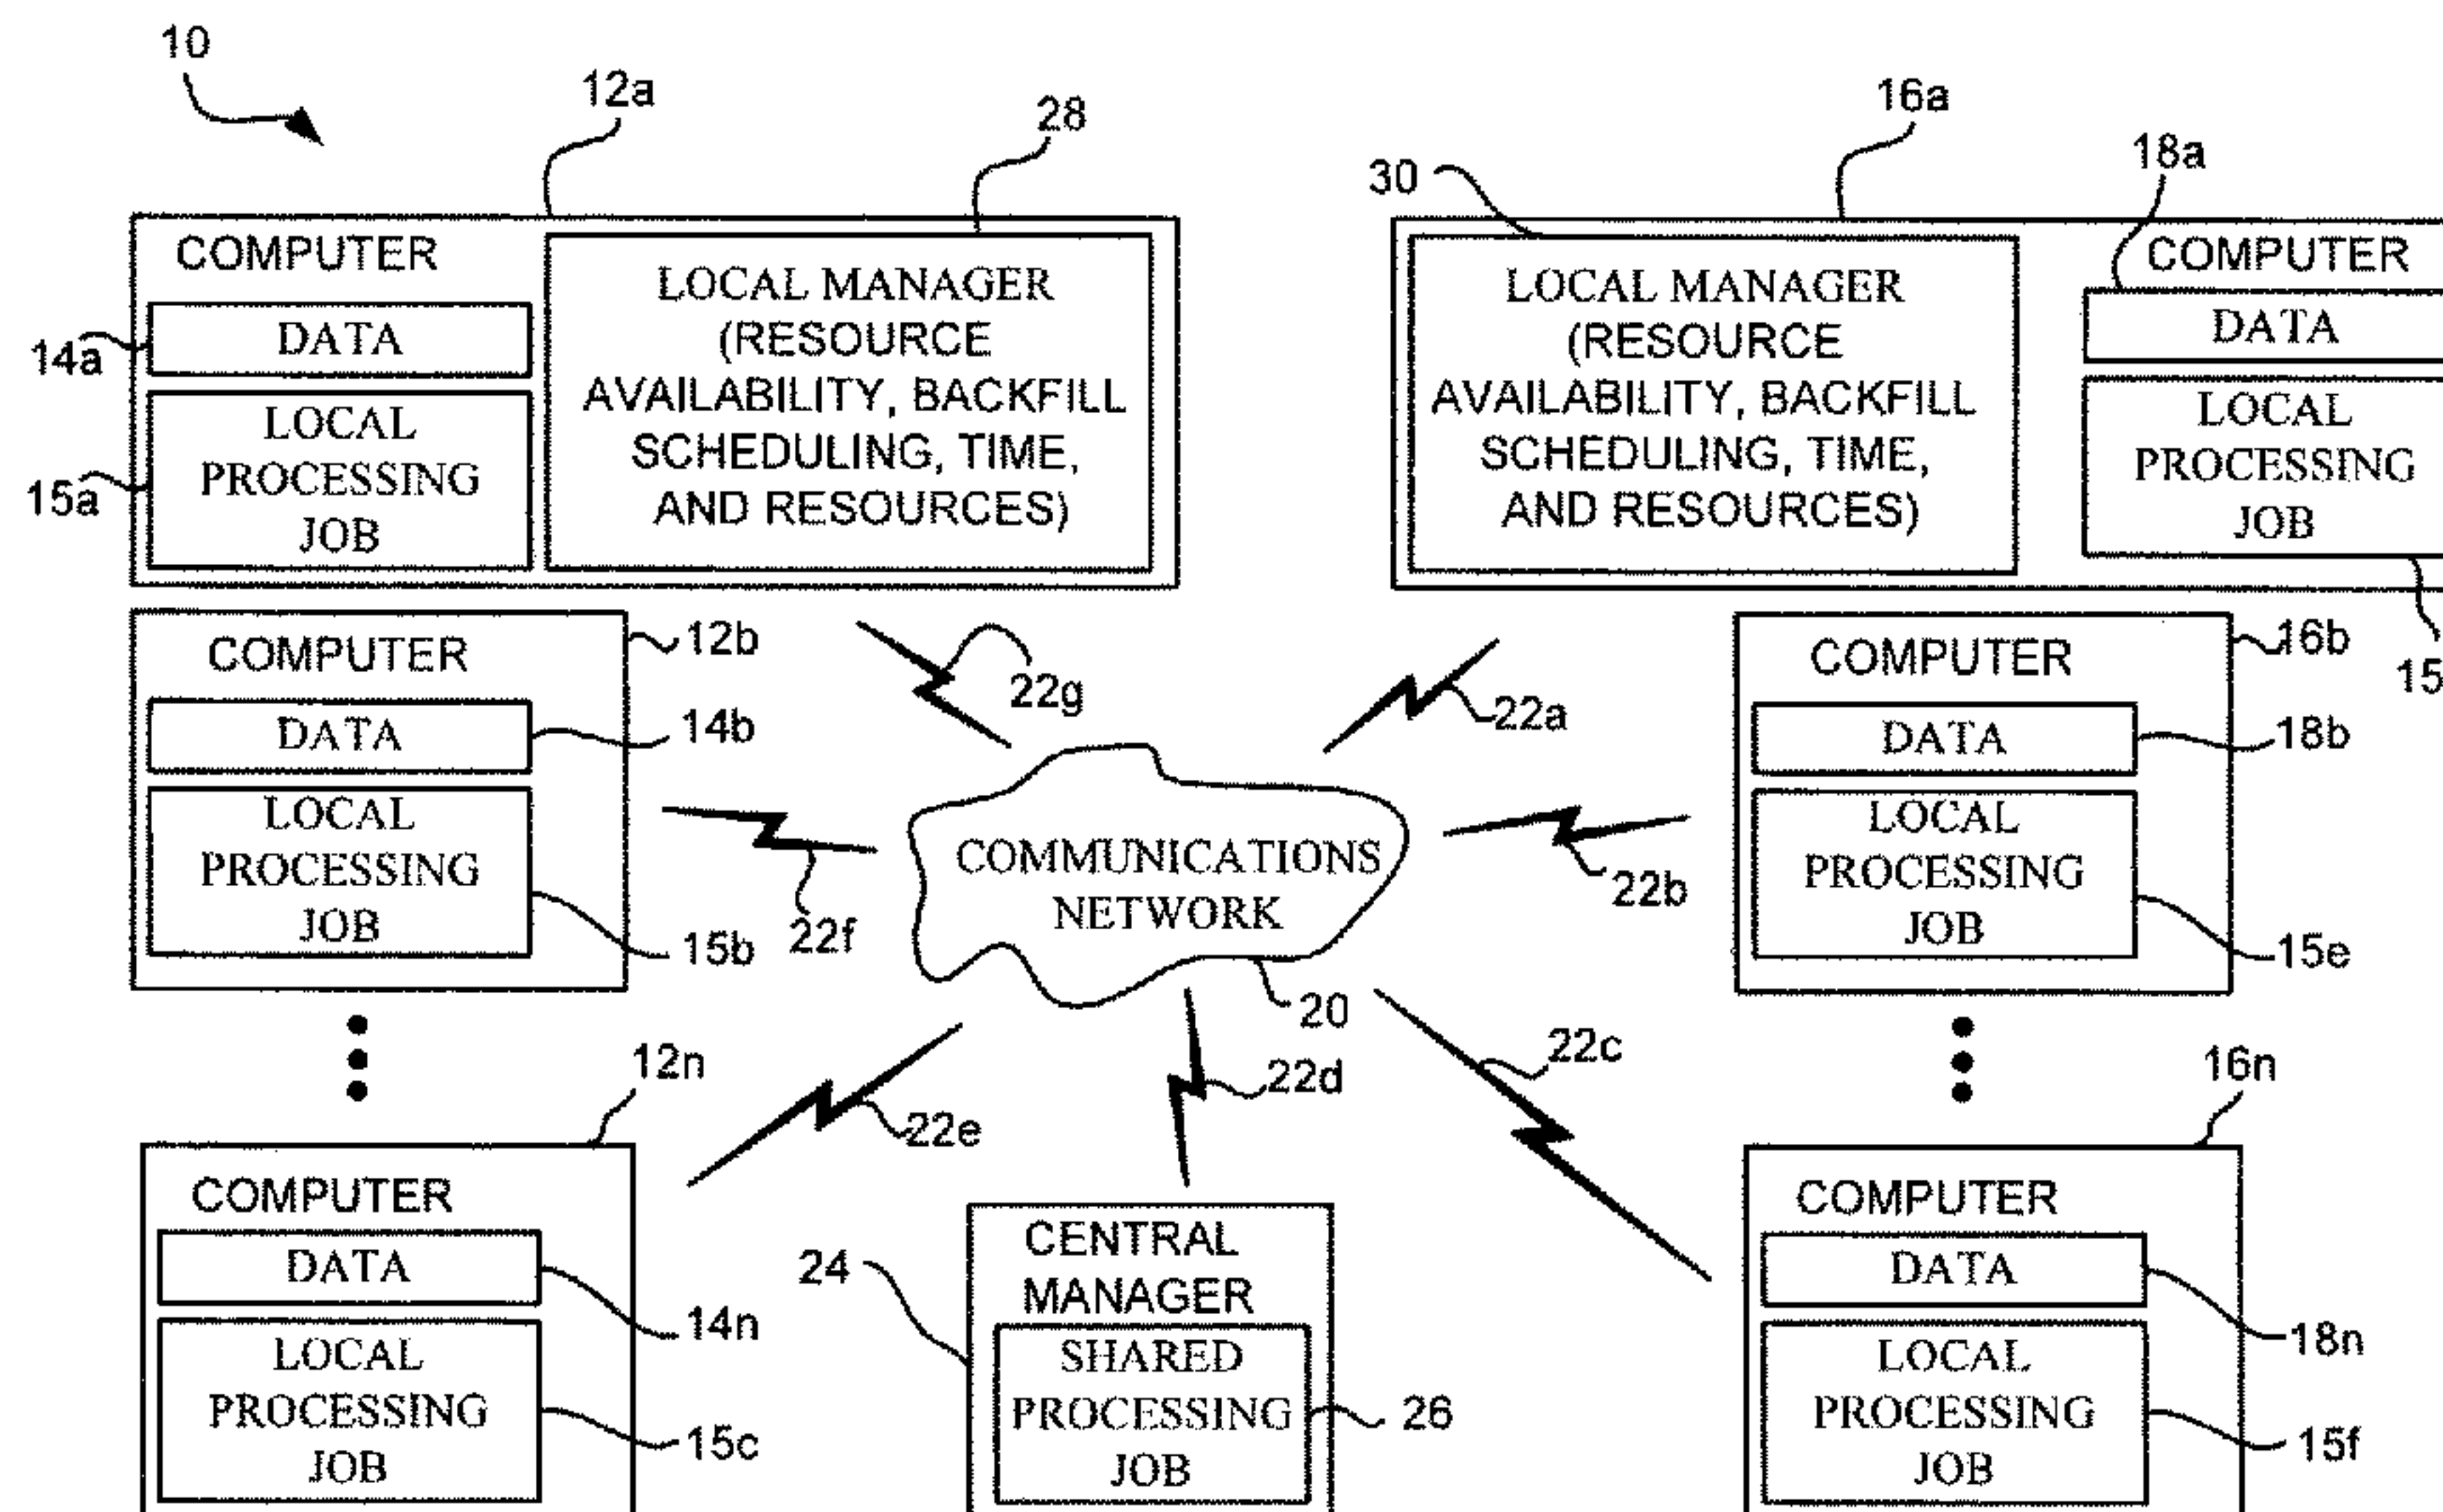 10
12a
28
16a
30
18a
COMPUTER
DATA
14a
LOCAL
PROCESSING
JOB
15a
LOCAL MANAGER
(RESOURCE
AVAILABILITY, BACKFILL
SCHEDULING, TIME,
AND RESOURCES)
LOCAL MANAGER
(RESOURCE
AVAILABILITY, BACKFILL
SCHEDULING, TIME,
AND RESOURCES)
COMPUTER
DATA
LOCAL
PROCESSING
JOB
15
COMPUTER
12b
DATA
14b
LOCAL
PROCESSING
JOB
15b
22g
22a
22f
22b
COMMUNICATIONS
NETWORK
20
COMPUTER
16b
DATA
18b
LOCAL
PROCESSING
JOB
15e
22e
22d
22c
12n
COMPUTER
DATA
14n
LOCAL
PROCESSING
JOB
15c
24
CENTRAL
MANAGER
SHARED
PROCESSING
JOB
26
16n
COMPUTER
DATA
18n
LOCAL
PROCESSING
JOB
15f